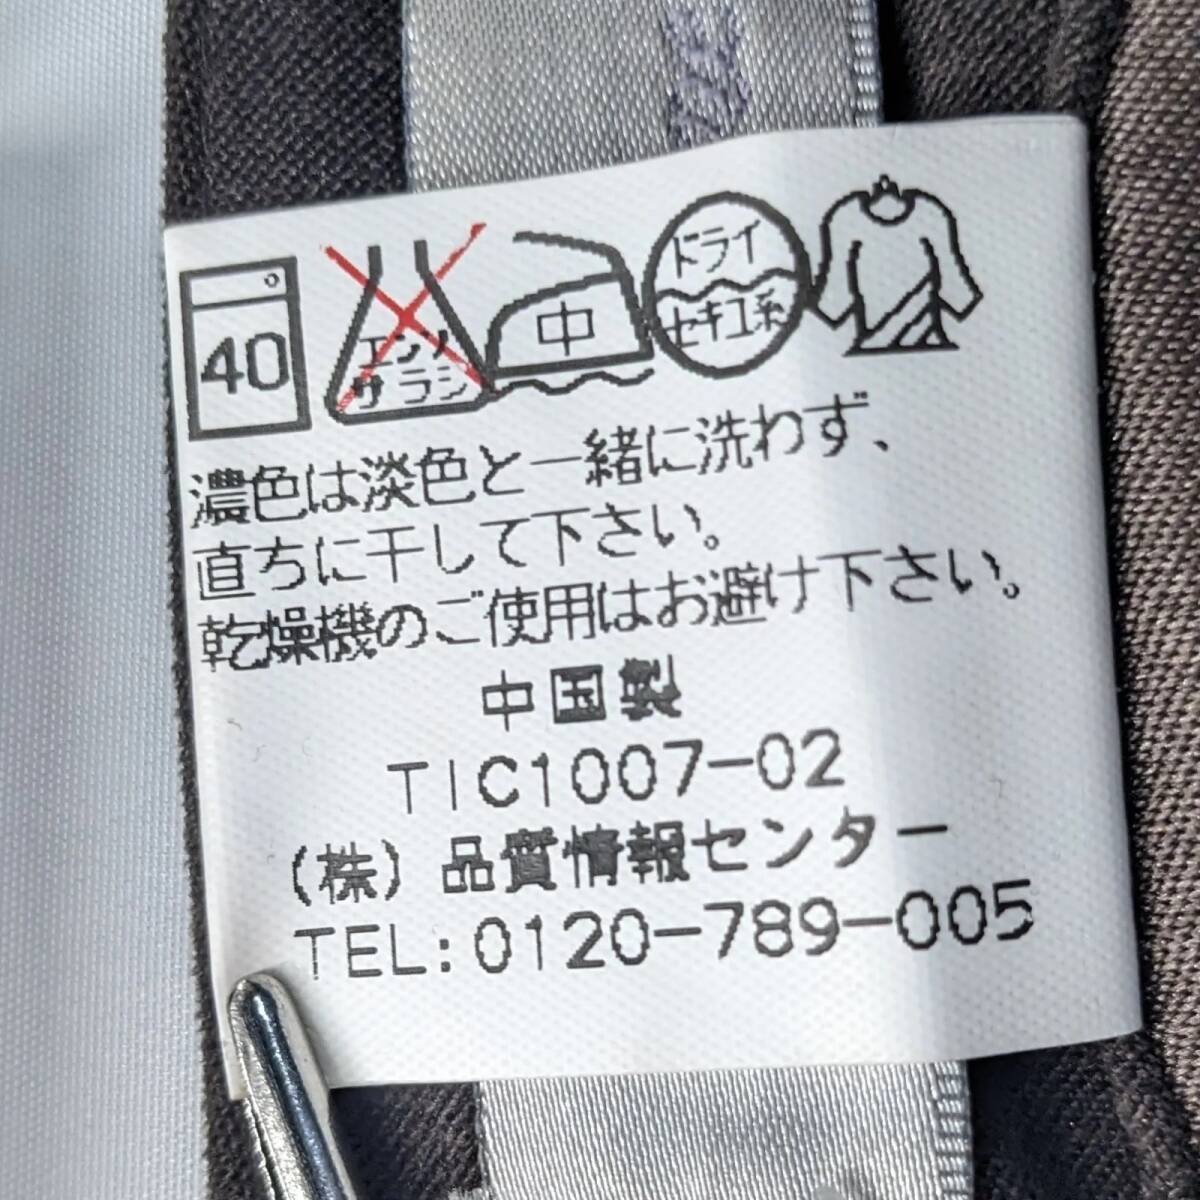 40
エンソ
サラシ
中
ドライ
セキユ系
濃色は淡色と一緒に洗わず、
直ちに干して下さい。
乾燥機のご使用はお避け下さい。
中国製
TIC1007-02
(株)品質情報センター
TEL:0120-789-005